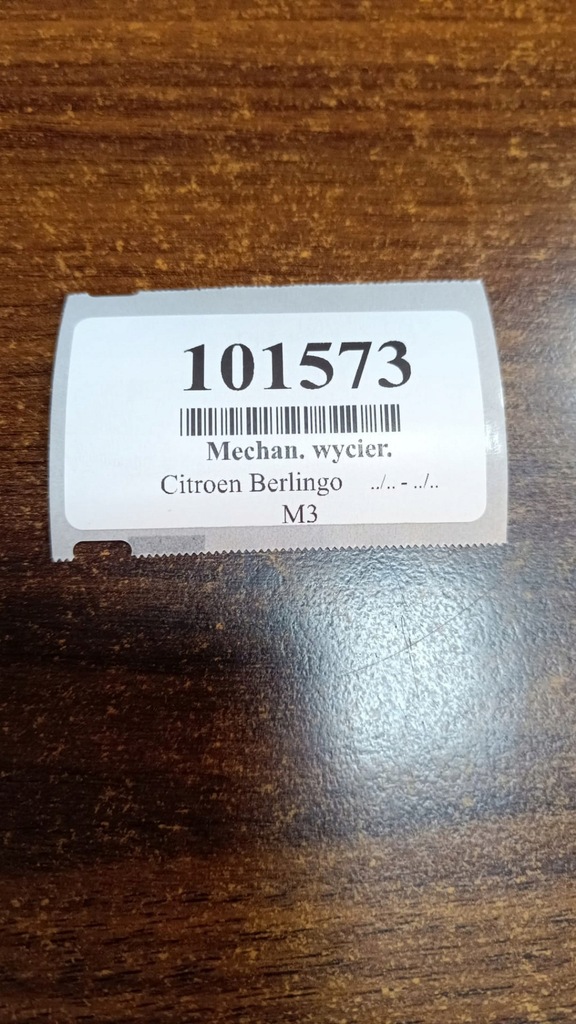 101573
Mechan. wycier.
Citroen Berlingo ../.. - ../..
M3